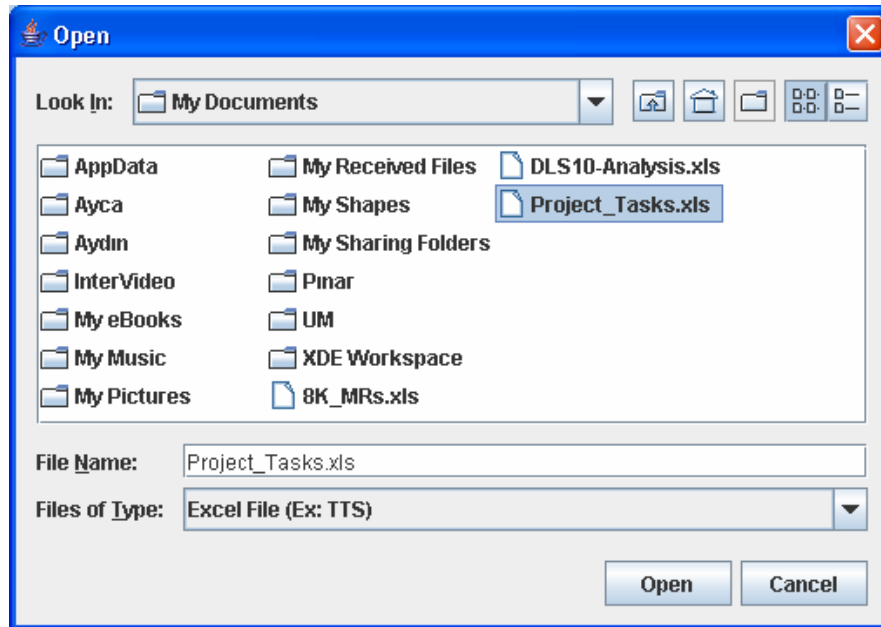 Open
Look In: My Documents
AppData My Received Files DLS10-Analysis.xls
Ayca My Shapes Project_Tasks.xls
Aydın My Sharing Folders
InterVideo Pınar
My eBooks UM
My Music XDE Workspace
My Pictures 8K_MRs.xls
File Name: Project_Tasks.xls
Files of Type: Excel File (Ex: TTS)
Open Cancel